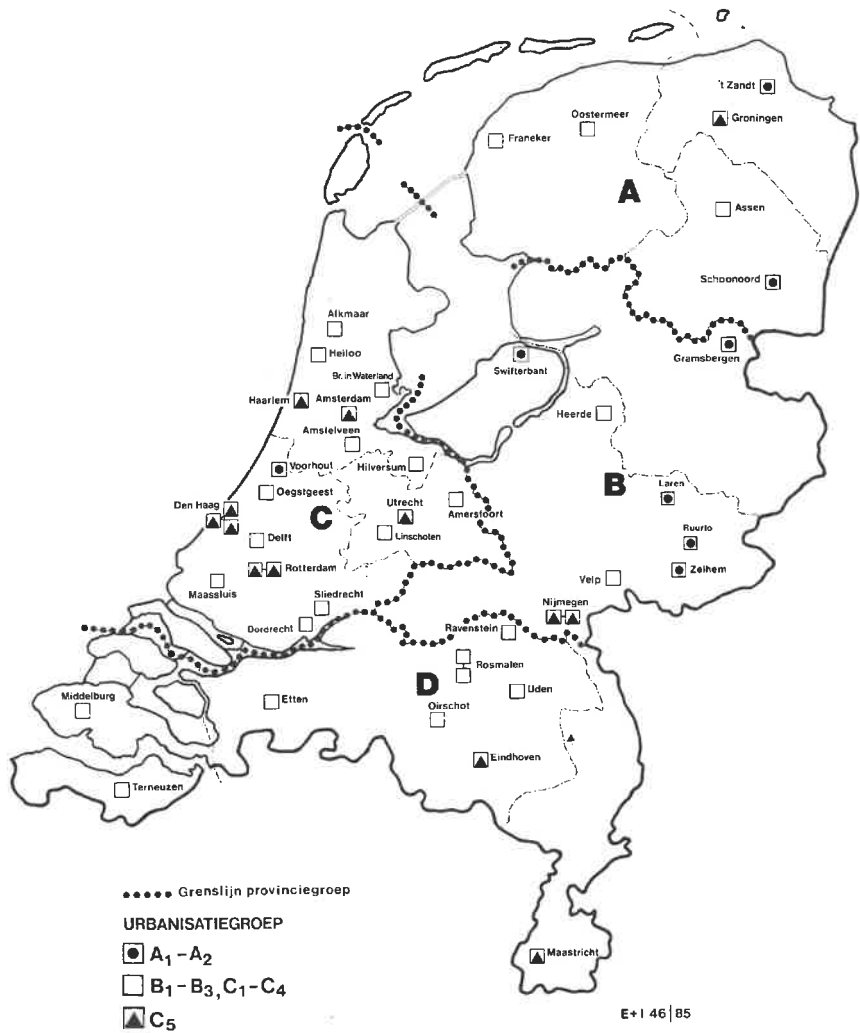 't Zandt
Oostermeer
Groningen
Franeker
A
Assen
Schoonoord
Alkmaar
Gramsbergen
Heiloo
Swifterbant
Br. in Waterland
Haarlem
Amsterdam
Heerde
Amstelveen
Voorhout
Hilversum
Laren
B
Oegstgeest
Den Haag
Utrecht
Amersfoort
C
Ruurlo
Delft
Linschoten
Rotterdam
Zelhem
Maassluis
Velp
Sliedrecht
Nijmegen
Dordrecht
Ravenstein
Rosmalen
D
Middelburg
Uden
Etten
Oirschot
Eindhoven
Terneuzen
Grenslijn provinciegroep
URBANISATIEGROEP
A1-A2
Maastricht
B1-B3, C1-C4
C5
E+I 46|85